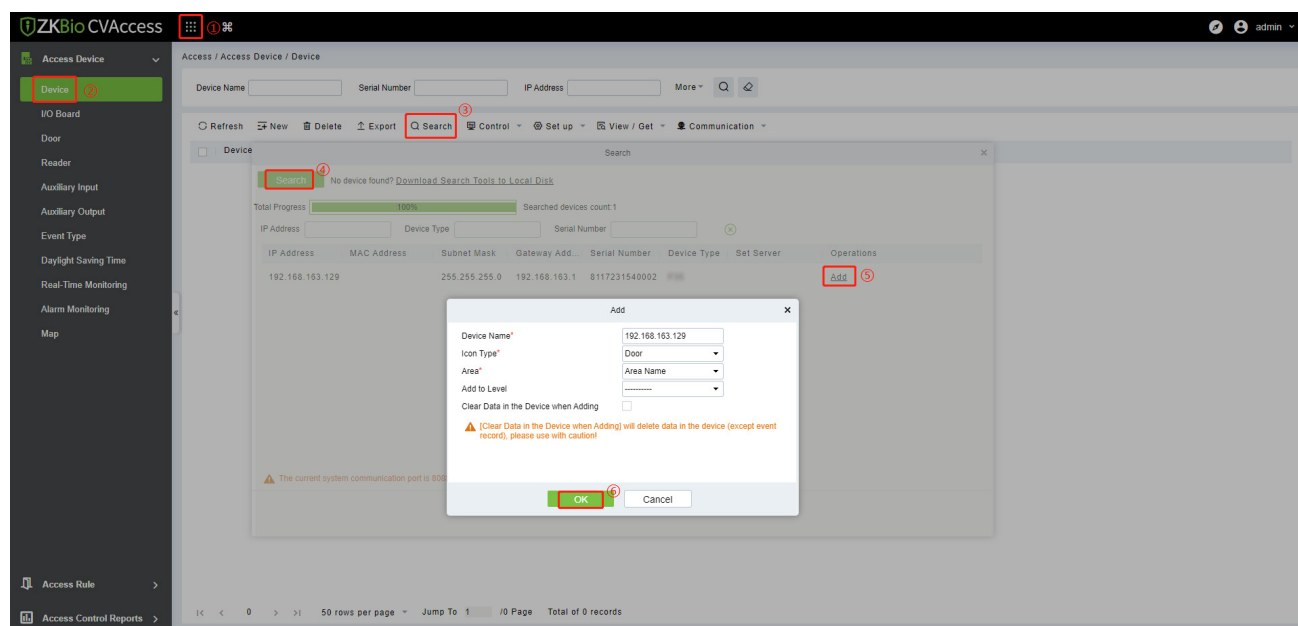 ZKBio CVAccess ① ⌘ admin
Access Device
Access / Access Device / Device
Device ②
Device Name Serial Number IP Address More
I/O Board
③
Refresh New Delete Export Search Control Set up View / Get Communication
Door
Device Search ×
Reader
④
Search No device found? Download Search Tools to Local Disk
Auxiliary Input
Auxiliary Output
Total Progress 100% Searched devices count:1
Event Type
IP Address Device Type Serial Number
Daylight Saving Time
IP Address MAC Address Subnet Mask Gateway Add... Serial Number Device Type Set Server Operations
Real-Time Monitoring
192.168.163.129 255.255.255.0 192.168.163.1 8117231540002 Add ⑤
Alarm Monitoring
Map
Add ×
Device Name* 192.168.163.129
Icon Type* Door
Area* Area Name
Add to Level ----------
Clear Data in the Device when Adding
[Clear Data in the Device when Adding] will delete data in the device (except event
record), please use with caution!
The current system communication port is
⑥
OK Cancel
Access Rule
Access Control Reports
|< < 0 > >| 50 rows per page Jump To 1 /0 Page Total of 0 records